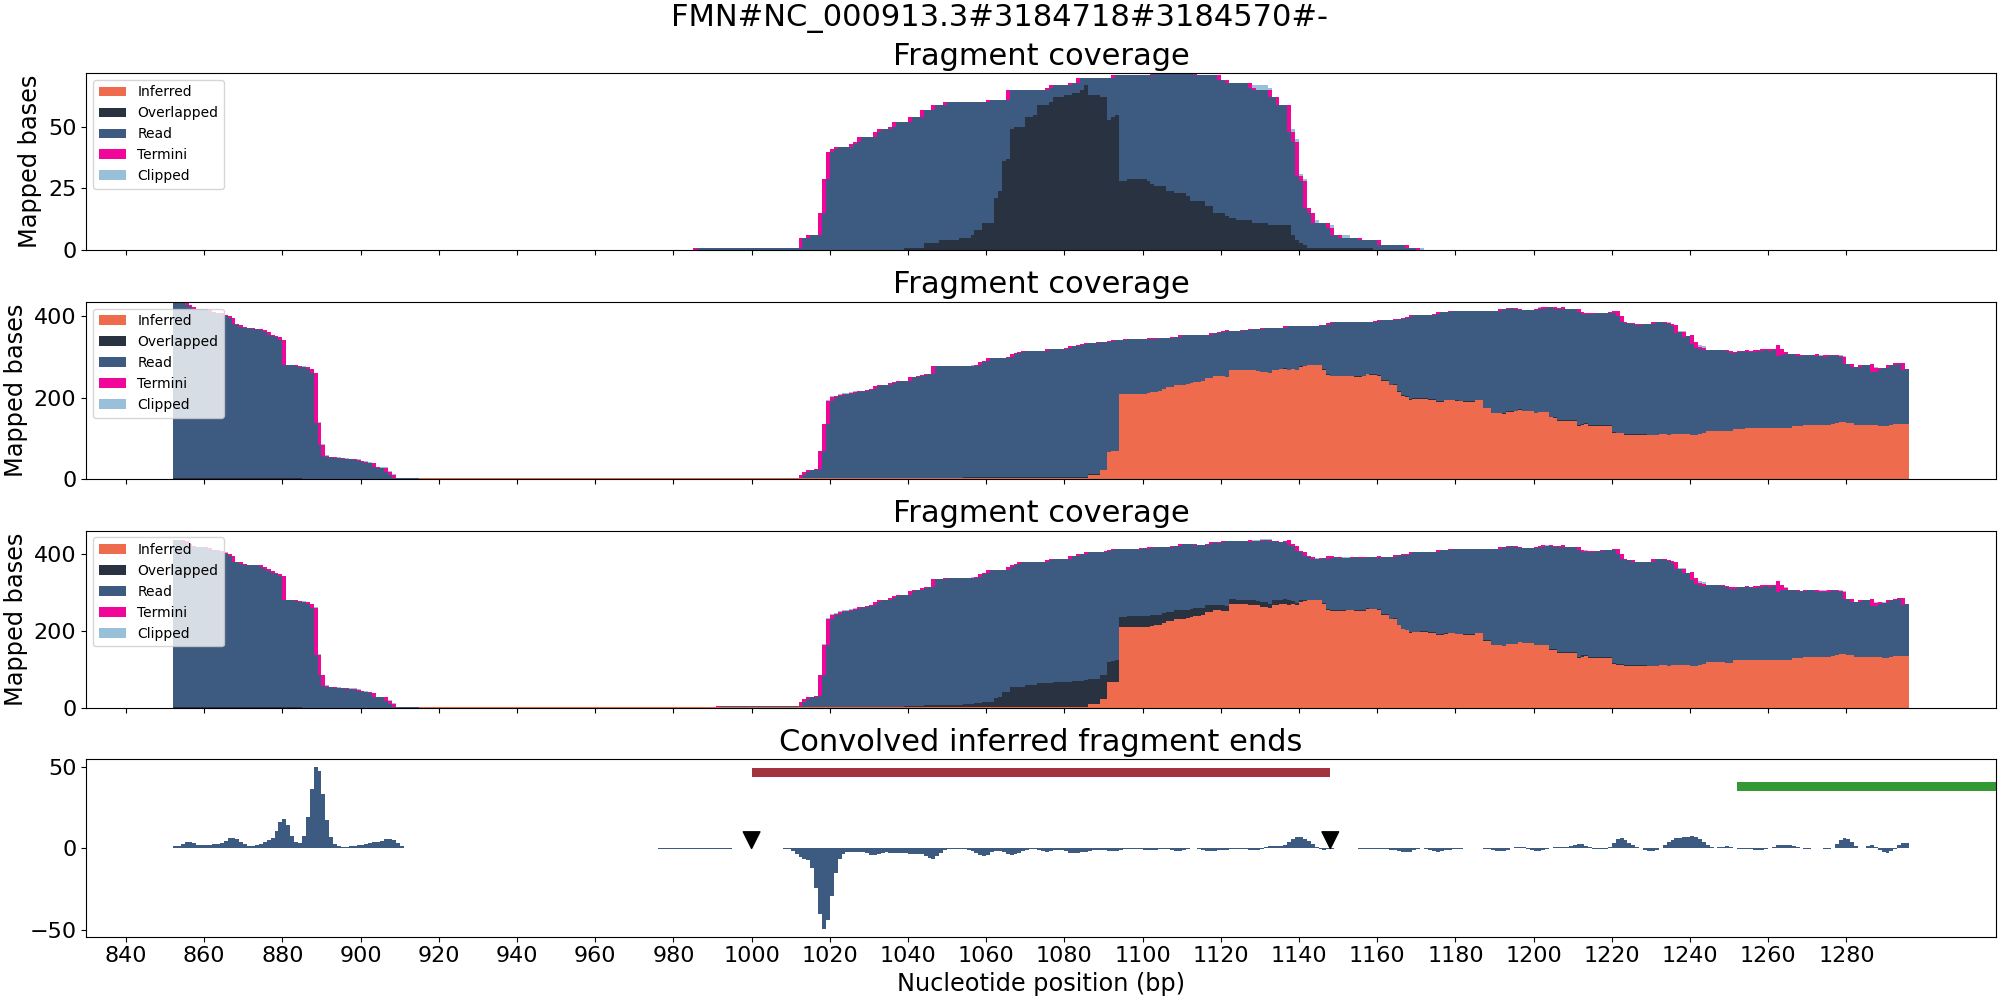 FMN#NC_000913.3#3184718#3184570#-
Fragment coverage
Mapped bases
50
25
0
Inferred
Overlapped
Read
Termini
Clipped
Fragment coverage
Mapped bases
400
200
0
Inferred
Overlapped
Read
Termini
Clipped
Fragment coverage
Mapped bases
400
200
0
Inferred
Overlapped
Read
Termini
Clipped
Convolved inferred fragment ends
50
0
−50
840 860 880 900 920 940 960 980 1000 1020 1040 1060 1080 1100 1120 1140 1160 1180 1200 1220 1240 1260 1280
Nucleotide position (bp)